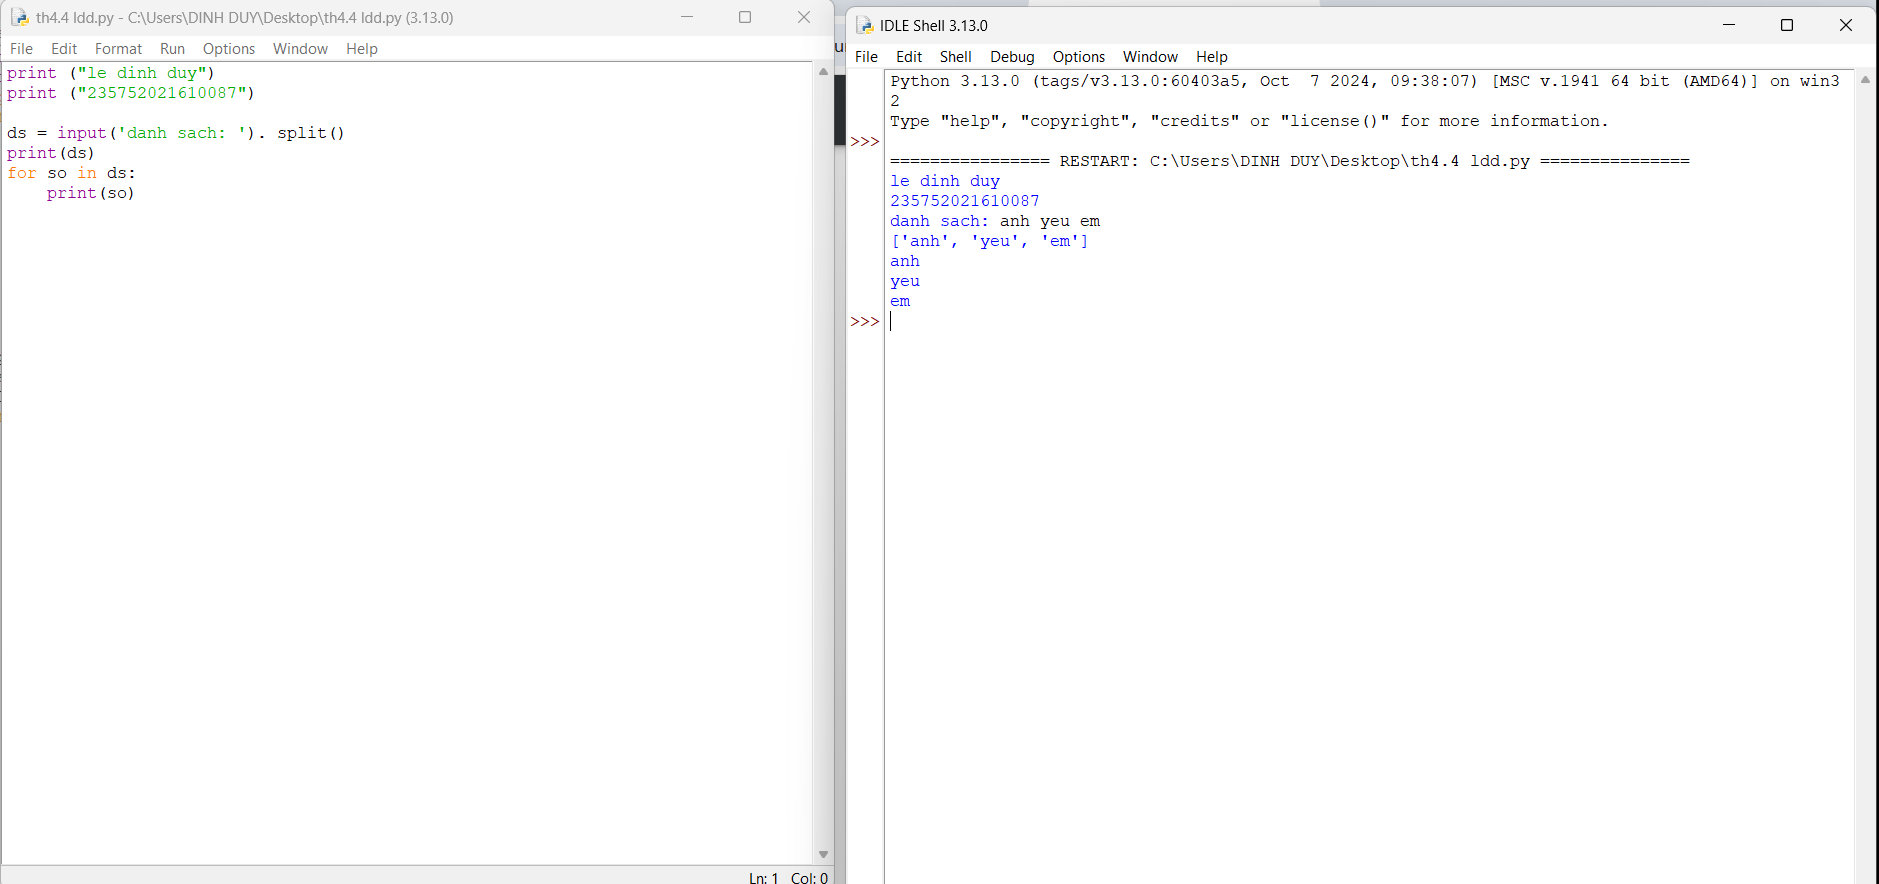 th4.4 ldd.py - C:\Users\DINH DUY\Desktop\th4.4 ldd.py (3.13.0)
File Edit Format Run Options Window Help
print ("le dinh duy")
print ("235752021610087")
ds = input('danh sach: '). split()
print(ds)
for so in ds:
    print(so)
Ln: 1 Col: 0
IDLE Shell 3.13.0
File Edit Shell Debug Options Window Help
Python 3.13.0 (tags/v3.13.0:60403a5, Oct  7 2024, 09:38:07) [MSC v.1941 64 bit (AMD64)] on win3
2
Type "help", "copyright", "credits" or "license()" for more information.
>>>
================ RESTART: C:\Users\DINH DUY\Desktop\th4.4 ldd.py ===============
le dinh duy
235752021610087
danh sach: anh yeu em
['anh', 'yeu', 'em']
anh
yeu
em
>>>